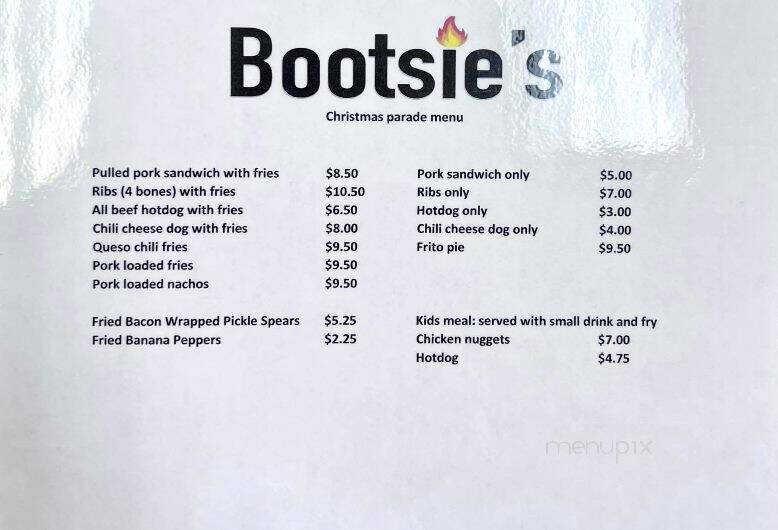 Bootsie's
Christmas parade menu
Pulled pork sandwich with fries $8.50
Ribs (4 bones) with fries $10.50
All beef hotdog with fries $6.50
Chili cheese dog with fries $8.00
Queso chili fries $9.50
Pork loaded fries $9.50
Pork loaded nachos $9.50
Fried Bacon Wrapped Pickle Spears $5.25
Fried Banana Peppers $2.25
Pork sandwich only $5.00
Ribs only $7.00
Hotdog only $3.00
Chili cheese dog only $4.00
Frito pie $9.50
Kids meal: served with small drink and fry
Chicken nuggets $7.00
Hotdog $4.75
menupix